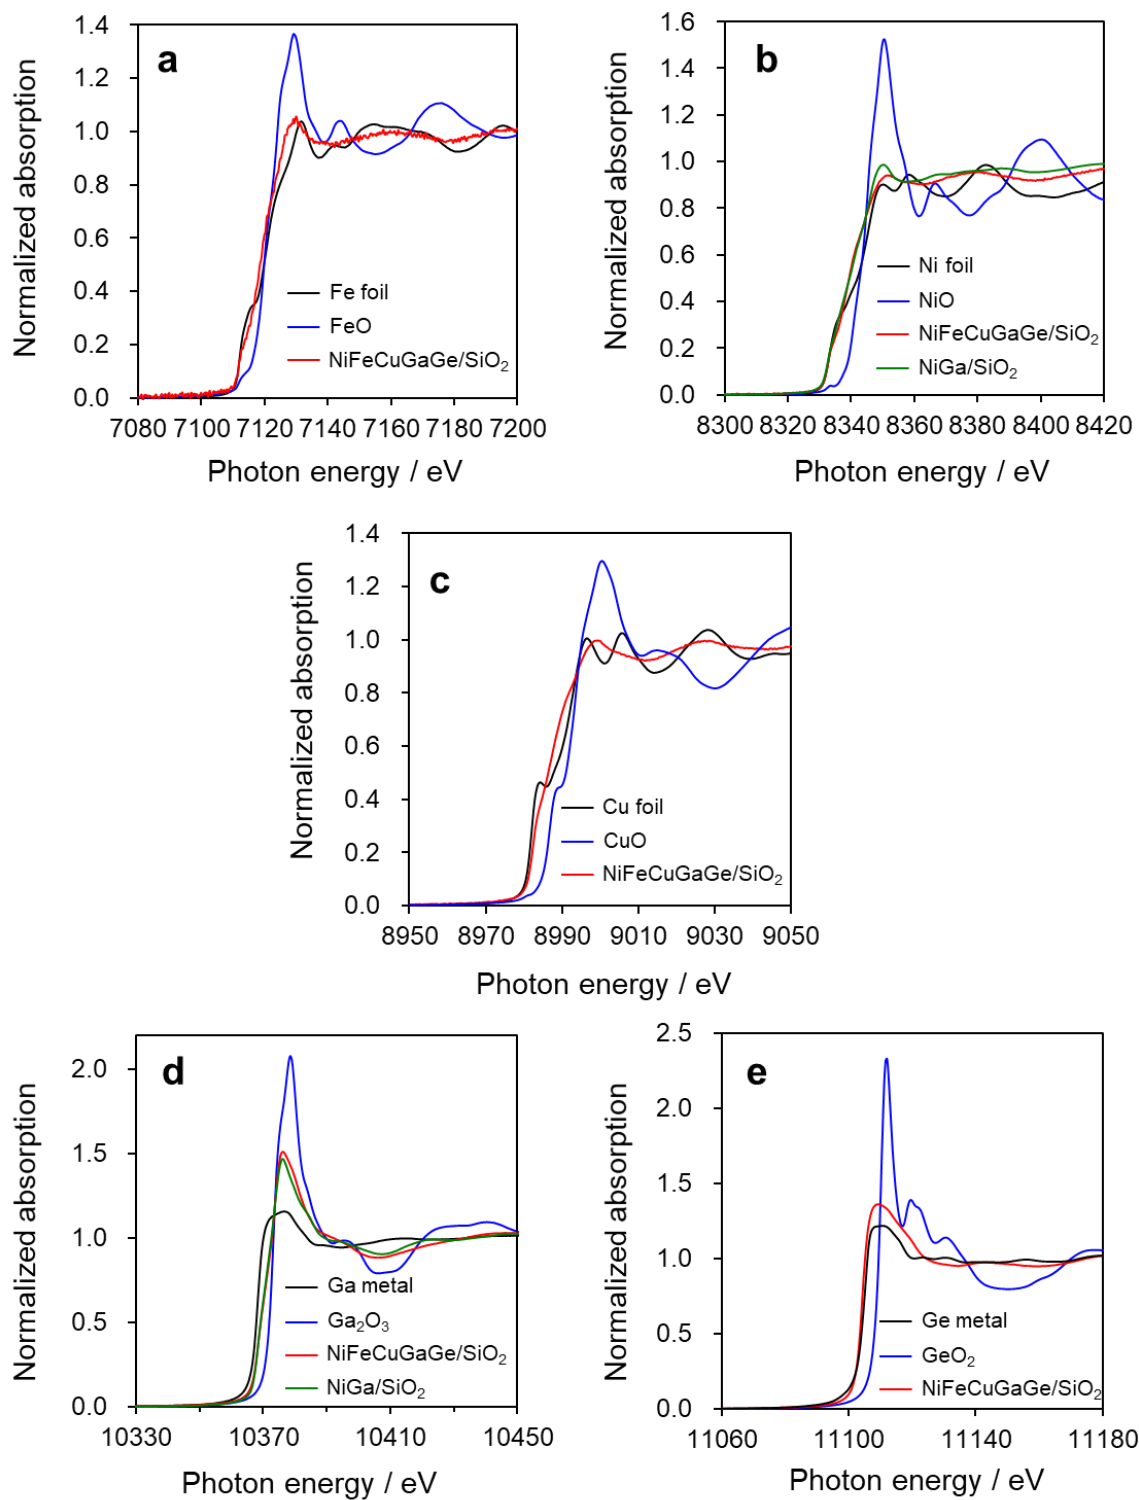 a
Normalized absorption
1.4
1.2
1.0
0.8
0.6
0.4
0.2
0.0
Fe foil
FeO
NiFeCuGaGe/SiO₂
7080 7100 7120 7140 7160 7180 7200
Photon energy / eV
b
Normalized absorption
1.6
1.4
1.2
1.0
0.8
0.6
0.4
0.2
0.0
Ni foil
NiO
NiFeCuGaGe/SiO₂
NiGa/SiO₂
8300 8320 8340 8360 8380 8400 8420
Photon energy / eV
c
Normalized absorption
1.4
1.2
1.0
0.8
0.6
0.4
0.2
0.0
Cu foil
CuO
NiFeCuGaGe/SiO₂
8950 8970 8990 9010 9030 9050
Photon energy / eV
d
Normalized absorption
2.0
1.5
1.0
0.5
0.0
Ga metal
Ga₂O₃
NiFeCuGaGe/SiO₂
NiGa/SiO₂
10330 10370 10410 10450
Photon energy / eV
e
Normalized absorption
2.5
2.0
1.5
1.0
0.5
0.0
Ge metal
GeO₂
NiFeCuGaGe/SiO₂
11060 11100 11140 11180
Photon energy / eV